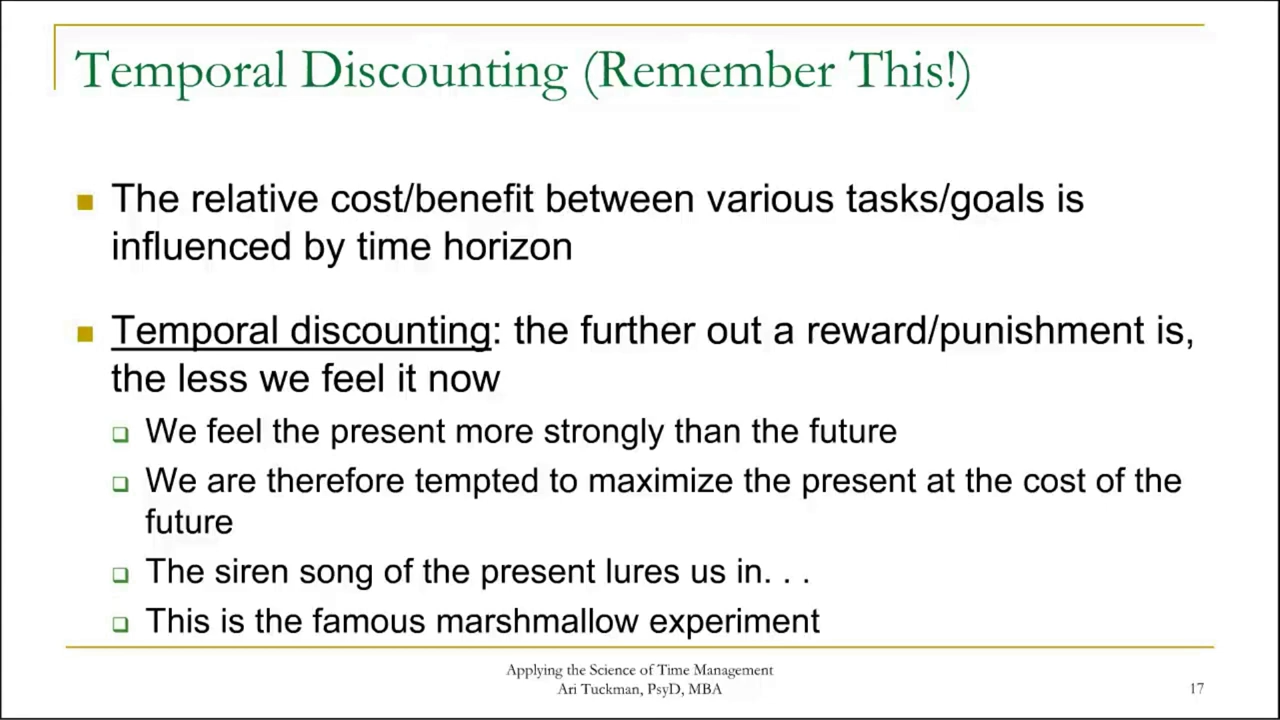 Temporal Discounting (Remember This!)
The relative cost/benefit between various tasks/goals is
influenced by time horizon
Temporal discounting: the further out a reward/punishment is,
the less we feel it now
We feel the present more strongly than the future
We are therefore tempted to maximize the present at the cost of the
future
The siren song of the present lures us in. . .
This is the famous marshmallow experiment
Applying the Science of Time Management
Ari Tuckman, PsyD, MBA
17